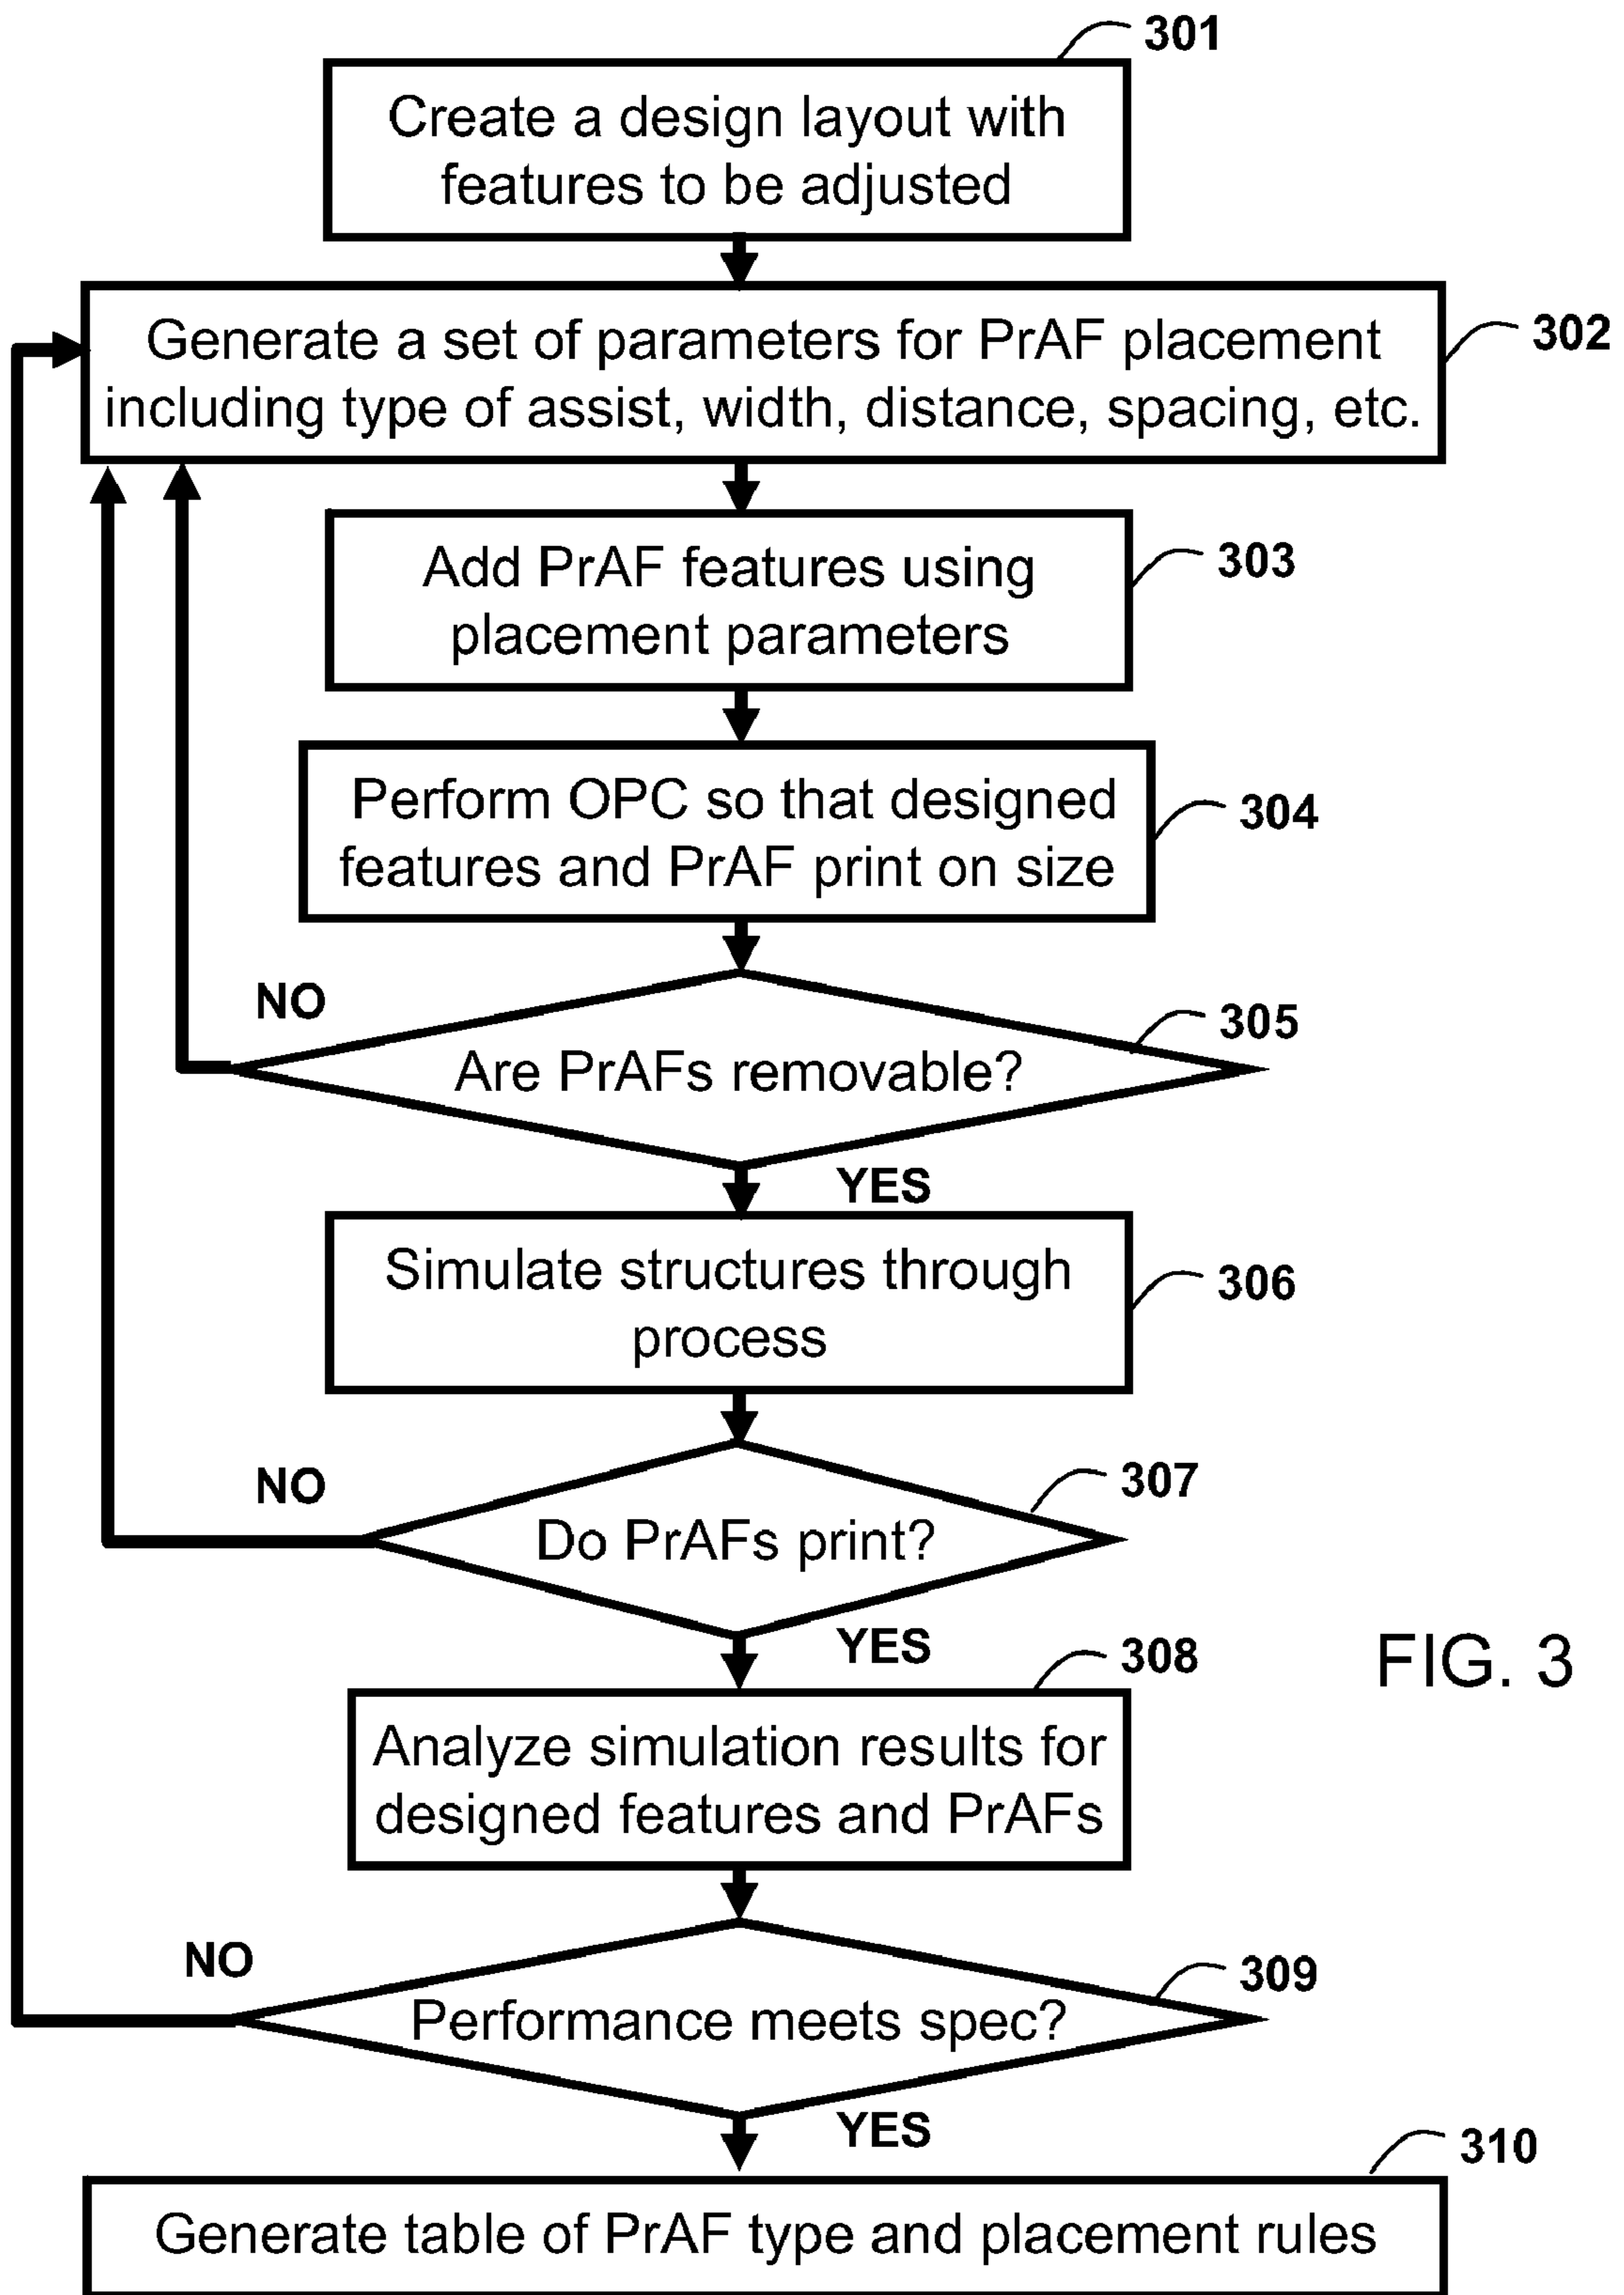 301
Create a design layout with
features to be adjusted
Generate a set of parameters for PrAF placement
including type of assist, width, distance, spacing, etc.
302
Add PrAF features using
placement parameters
303
Perform OPC so that designed
features and PrAF print on size
304
NO
305
Are PrAFs removable?
YES
Simulate structures through
process
306
NO
307
Do PrAFs print?
YES
308
FIG. 3
Analyze simulation results for
designed features and PrAFs
NO
309
Performance meets spec?
YES
310
Generate table of PrAF type and placement rules